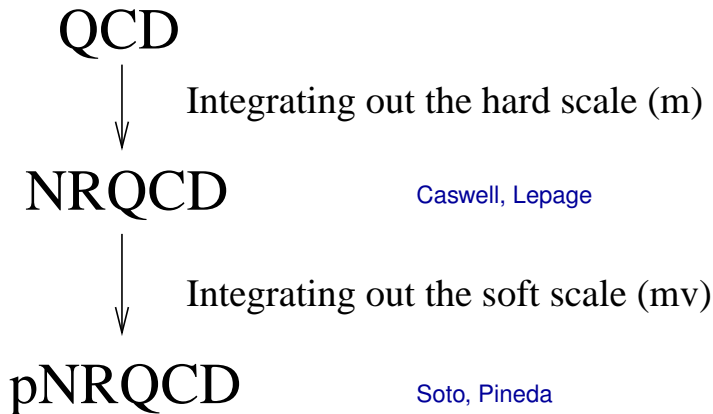 QCD
Integrating out the hard scale (m)
NRQCD Caswell, Lepage
Integrating out the soft scale (mv)
pNRQCD Soto, Pineda